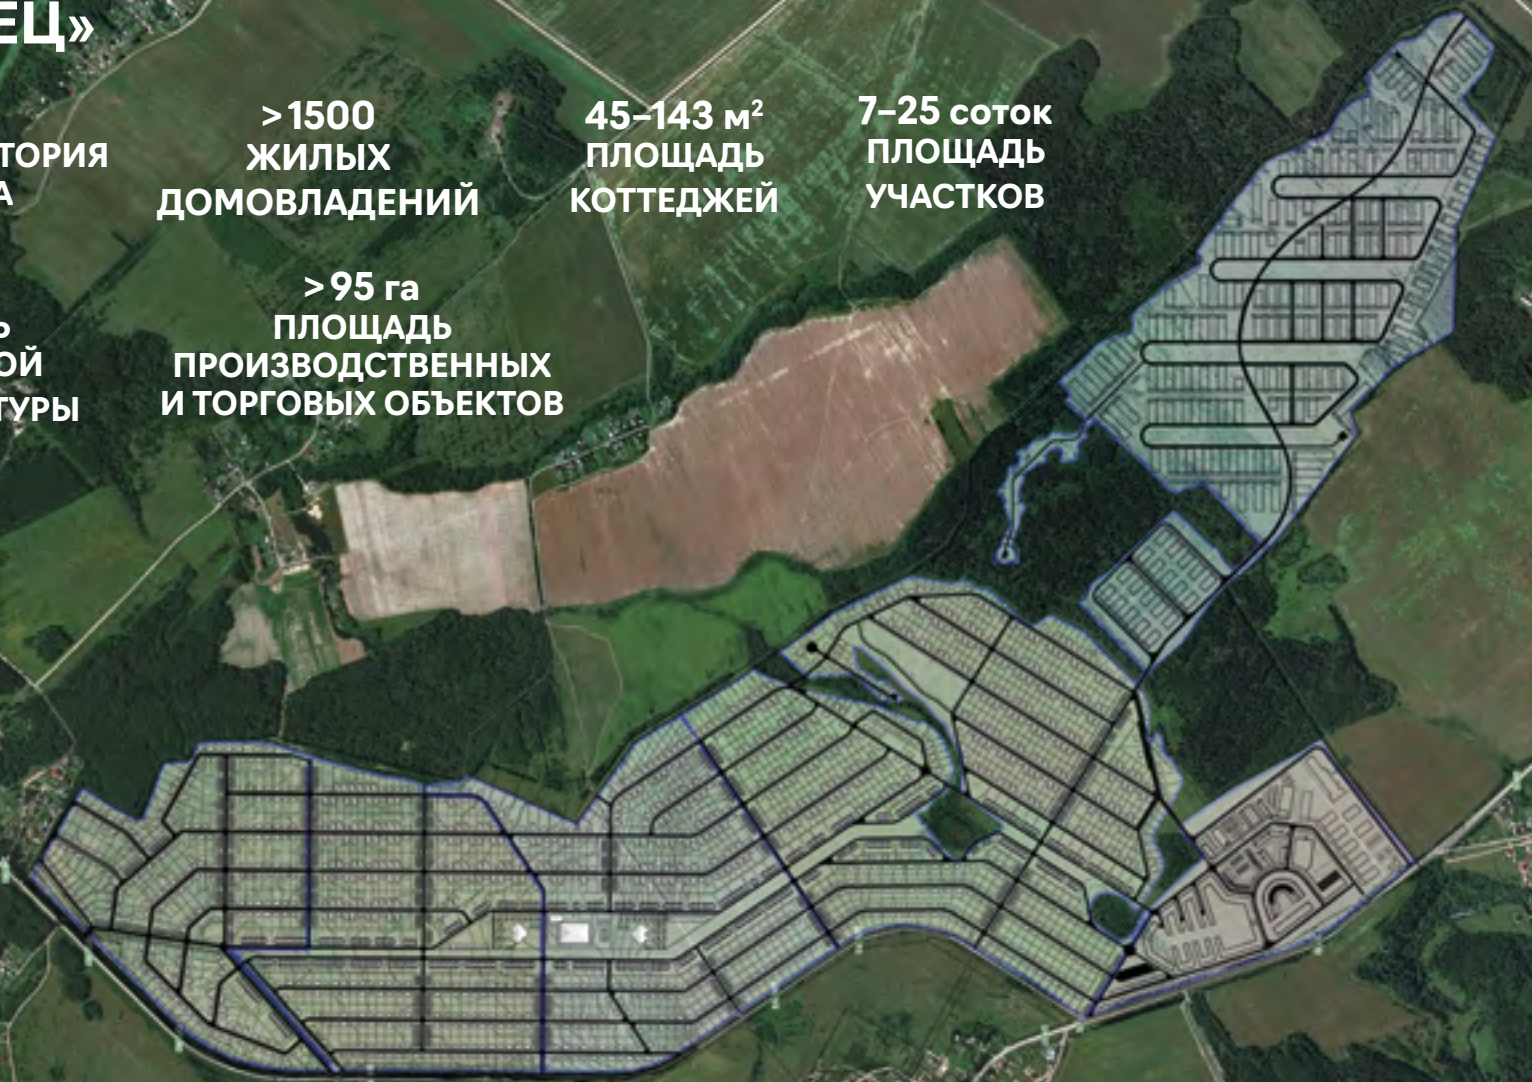 ЕЦ»
ТОРИЯ
А
>1500
ЖИЛЫХ
ДОМОВЛАДЕНИЙ
45–143 м²
ПЛОЩАДЬ
КОТТЕДЖЕЙ
7–25 соток
ПЛОЩАДЬ
УЧАСТКОВ
Ь
ОЙ
ТУРЫ
>95 га
ПЛОЩАДЬ
ПРОИЗВОДСТВЕННЫХ
И ТОРГОВЫХ ОБЪЕКТОВ